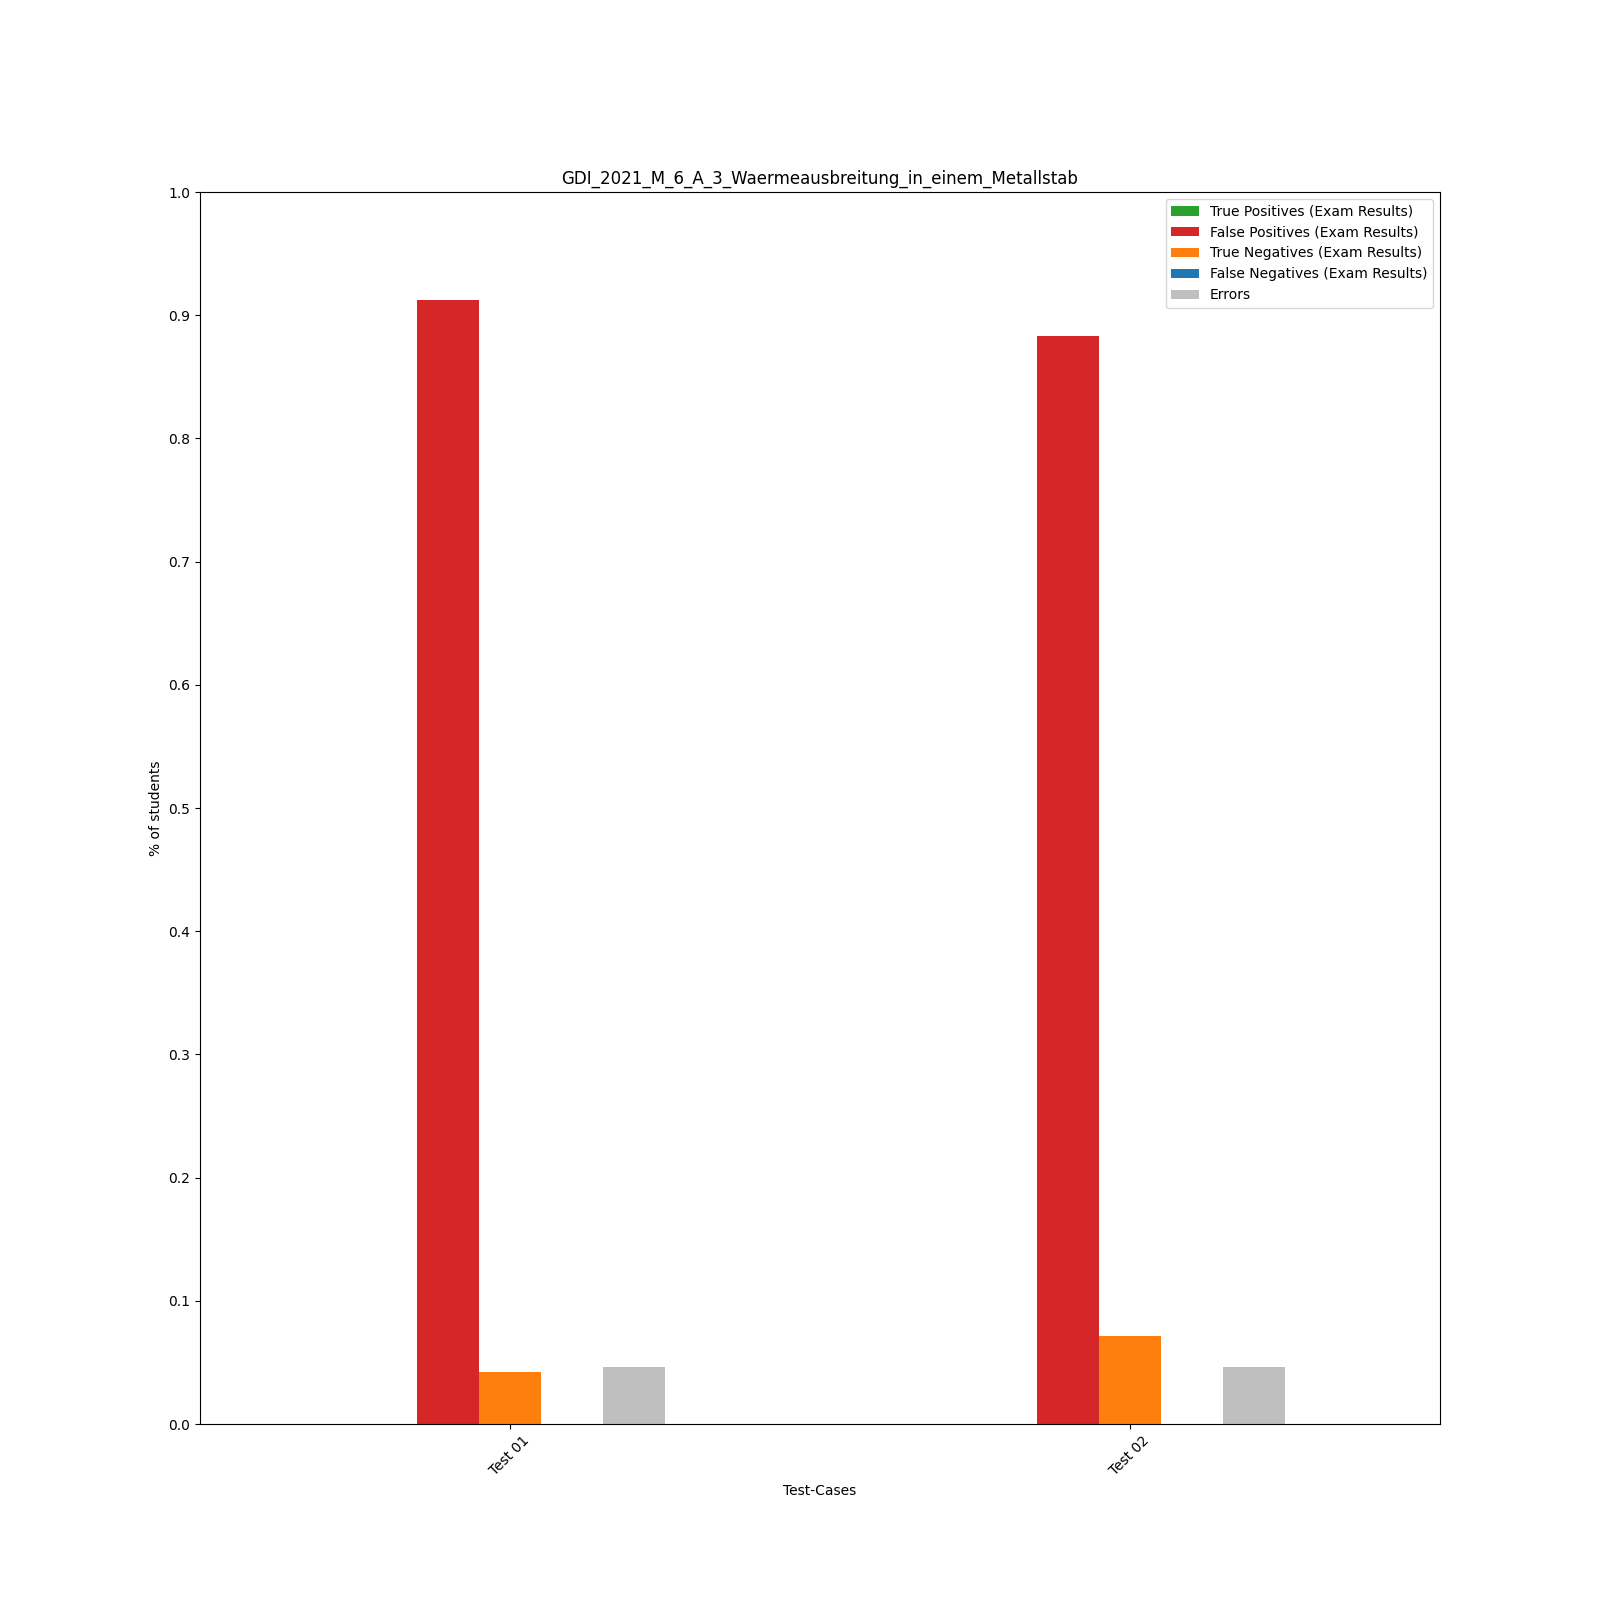 GDI_2021_M_6_A_3_Waermeausbreitung_in_einem_Metallstab
True Positives (Exam Results)
False Positives (Exam Results)
True Negatives (Exam Results)
False Negatives (Exam Results)
Errors
% of students
1.0
0.9
0.8
0.7
0.6
0.5
0.4
0.3
0.2
0.1
0.0
Test 01
Test 02
Test-Cases